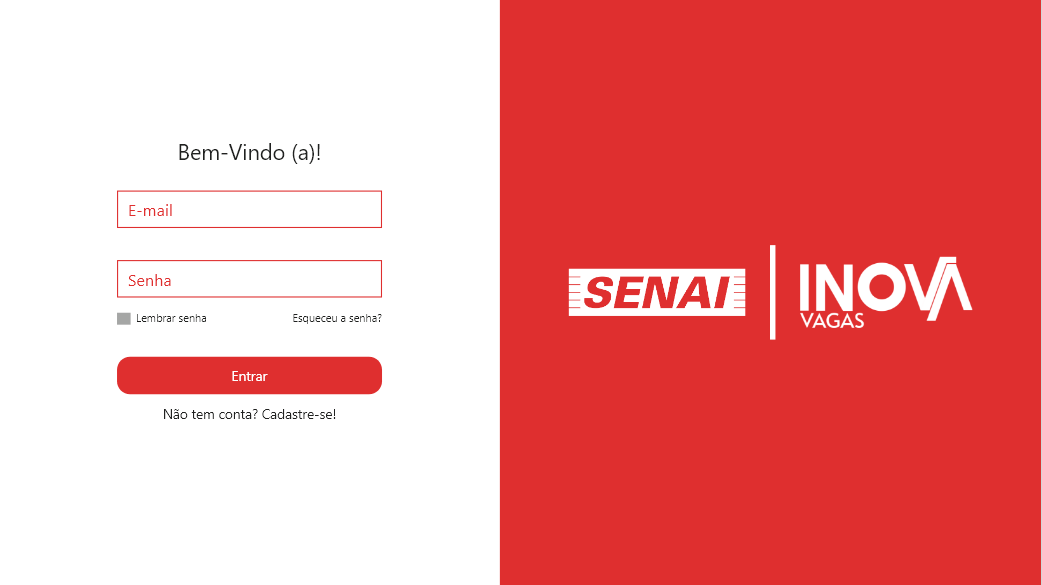 Bem-Vindo (a)!
E-mail
Senha
Lembrar senha
Esqueceu a senha?
Entrar
Não tem conta? Cadastre-se!
SENAI
INOVA
VAGAS